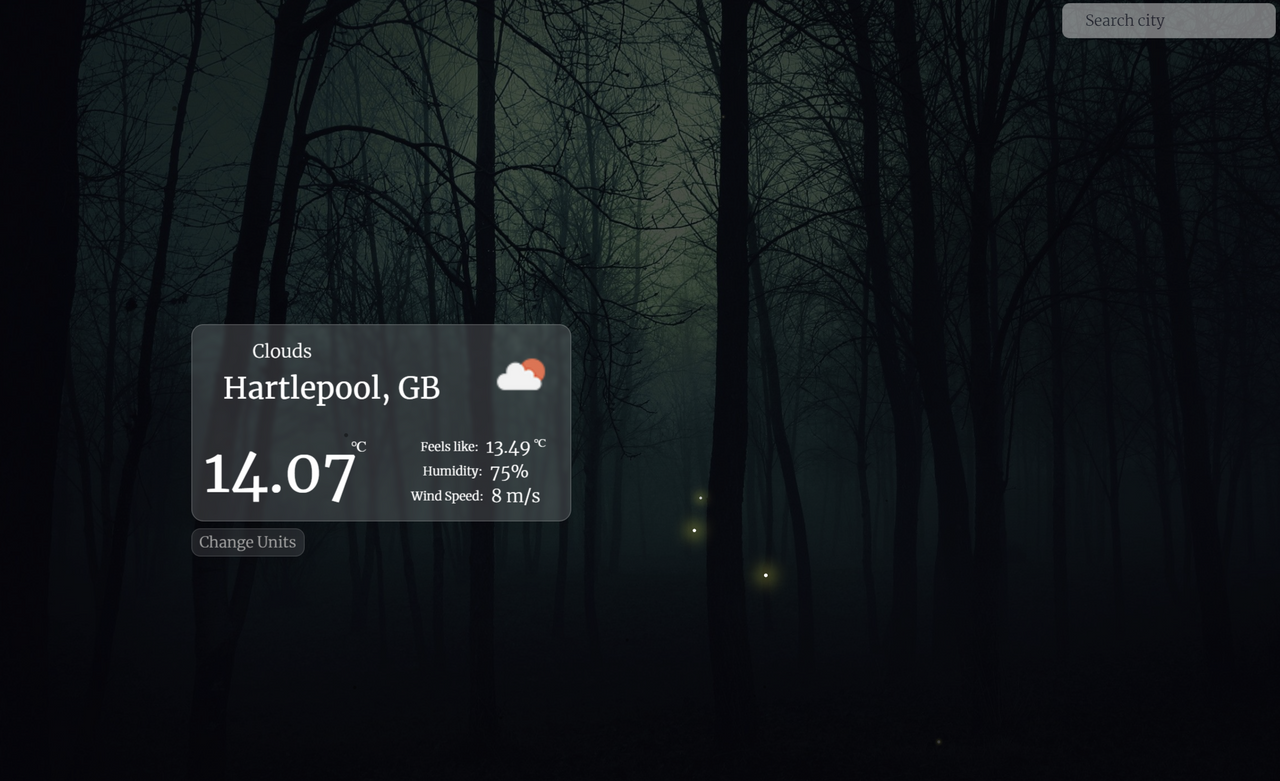 Search city
Clouds
Hartlepool, GB
14.07 °C
Feels like: 13.49 °C
Humidity: 75%
Wind Speed: 8 m/s
Change Units